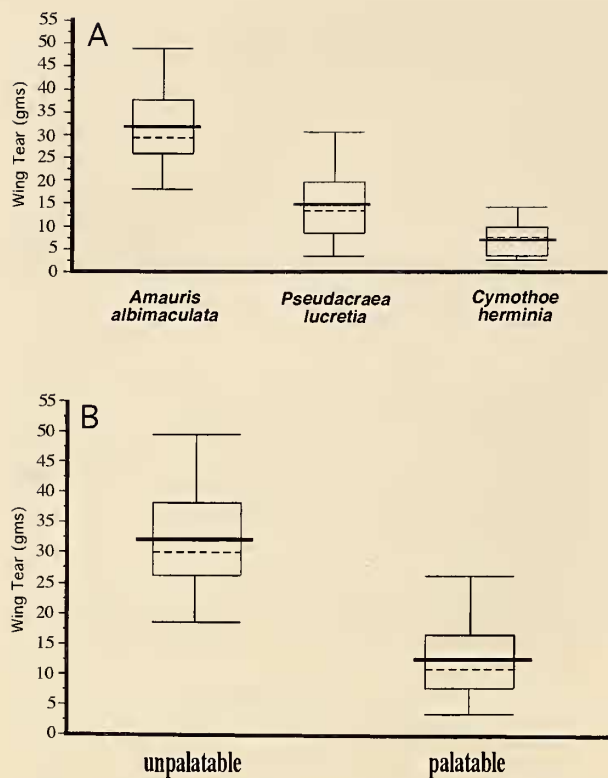 A
Wing Tear (gms)
55
50
45
40
35
30
25
20
15
10
5
0
Amauris albimaculata
Pseudacraea lucretia
Cymothoe herminia
B
Wing Tear (gms)
55
50
45
40
35
30
25
20
15
10
5
0
unpalatable
palatable